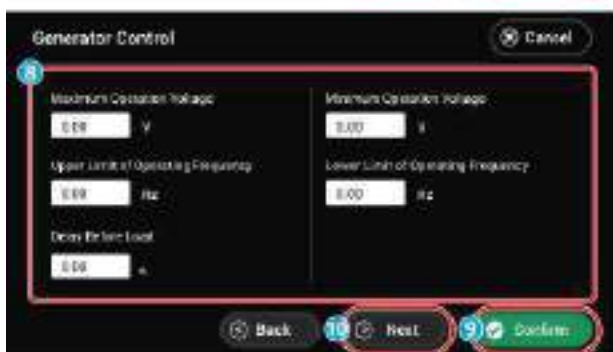 Generator Control
Cancel
8
Maximum Operation Voltage
0.00 V
Minimum Operation Voltage
0.00 V
Upper Limit of Operating Frequency
0.00 Hz
Lower Limit of Operating Frequency
0.00 Hz
Delay Before Load
0.00 s
Back
10 Next
9 Confirm